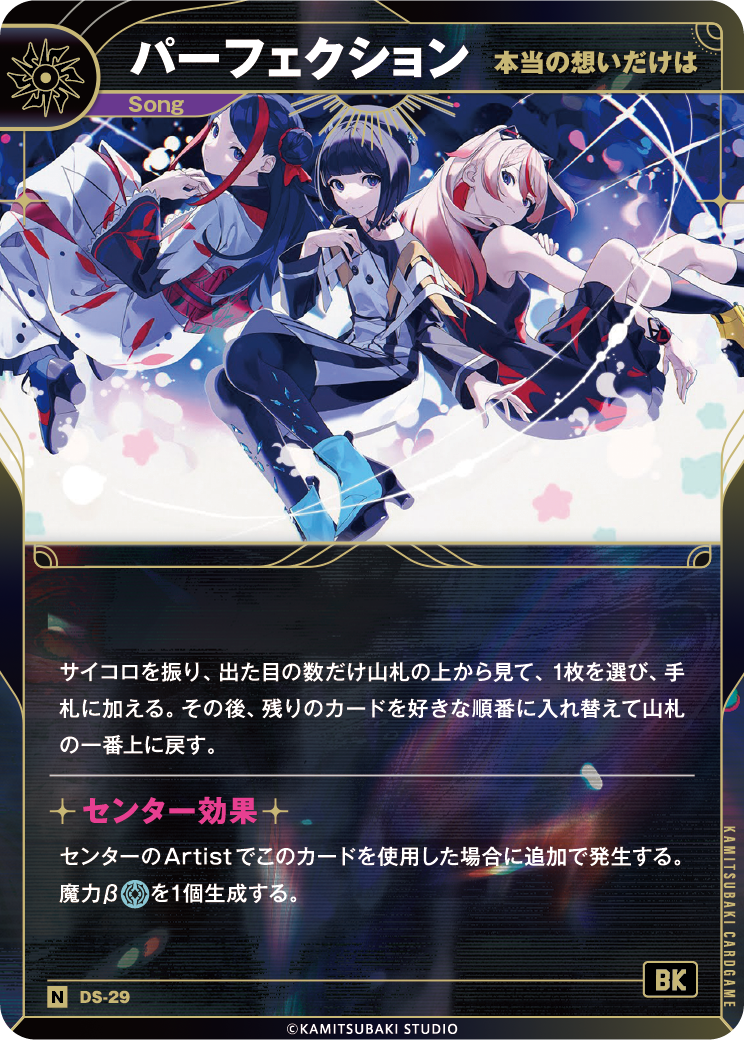 パーフェクション 本当の想いだけは
Song
サイコロを振り、出た目の数だけ山札の上から見て、1枚を選び、手
札に加える。その後、残りのカードを好きな順番に入れ替えて山札
の一番上に戻す。
センター効果
センターのArtistでこのカードを使用した場合に追加で発生する。
魔力βを1個生成する。
KAMITSUBAKI CARDGAME
BK
N DS-29
©KAMITSUBAKI STUDIO